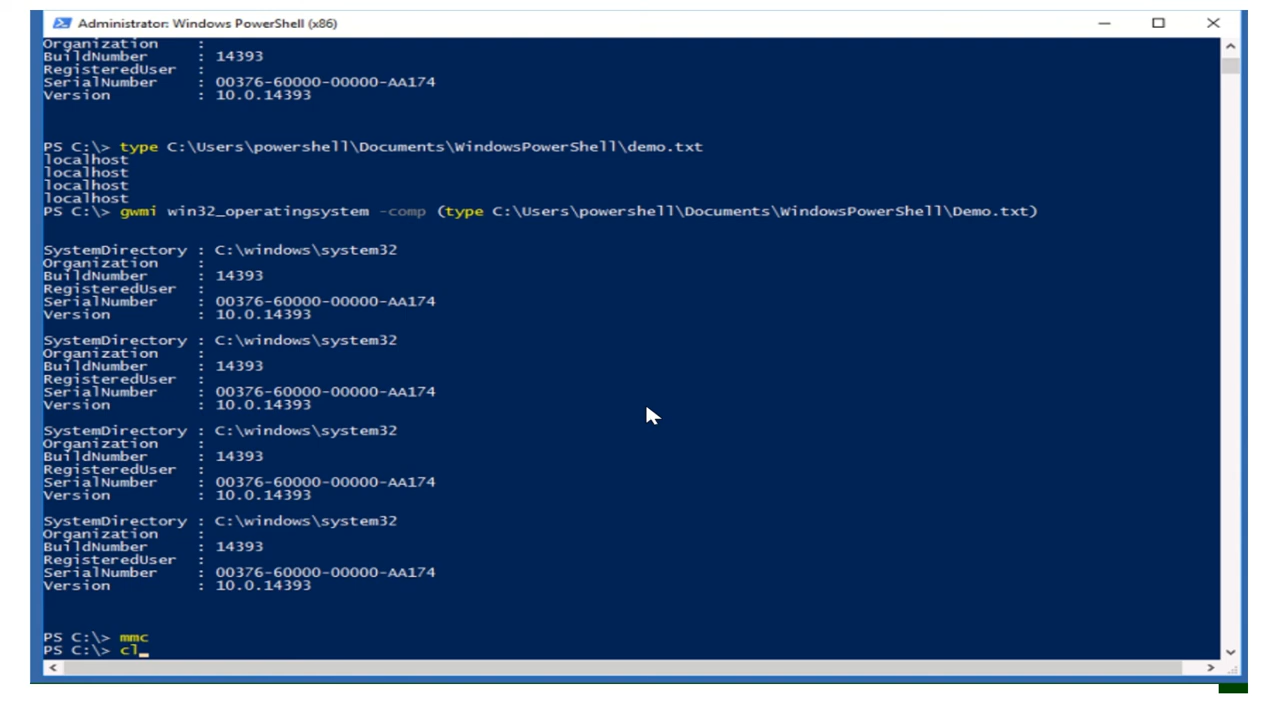 Administrator: Windows PowerShell (x86)
Organization :
BuildNumber : 14393
RegisteredUser :
SerialNumber : 00376-60000-00000-AA174
Version : 10.0.14393
PS C:\> type C:\Users\powershell\Documents\WindowsPowerShell\demo.txt
localhost
localhost
localhost
localhost
PS C:\> gwmi win32_operatingsystem -comp (type C:\Users\powershell\Documents\WindowsPowerShell\Demo.txt)
SystemDirectory : C:\windows\system32
Organization :
BuildNumber : 14393
RegisteredUser :
SerialNumber : 00376-60000-00000-AA174
Version : 10.0.14393
SystemDirectory : C:\windows\system32
Organization :
BuildNumber : 14393
RegisteredUser :
SerialNumber : 00376-60000-00000-AA174
Version : 10.0.14393
SystemDirectory : C:\windows\system32
Organization :
BuildNumber : 14393
RegisteredUser :
SerialNumber : 00376-60000-00000-AA174
Version : 10.0.14393
SystemDirectory : C:\windows\system32
Organization :
BuildNumber : 14393
RegisteredUser :
SerialNumber : 00376-60000-00000-AA174
Version : 10.0.14393
PS C:\> mmc
PS C:\> cl_